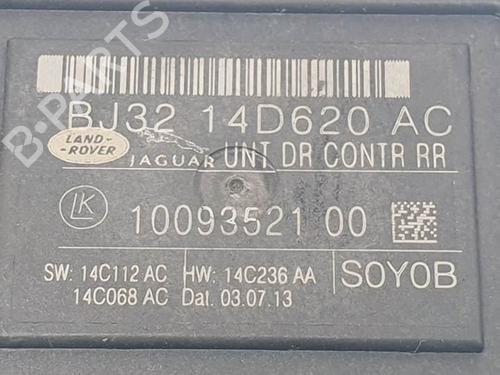 BJ32 14D620 AC
LAND-
-ROVER
JAGUAR UNT DR CONTR RR
LK 10093521 00
SW: 14C112 AC HW: 14C236 AA SOYOB
14C068 AC Dat. 03.07.13
B-PARTS